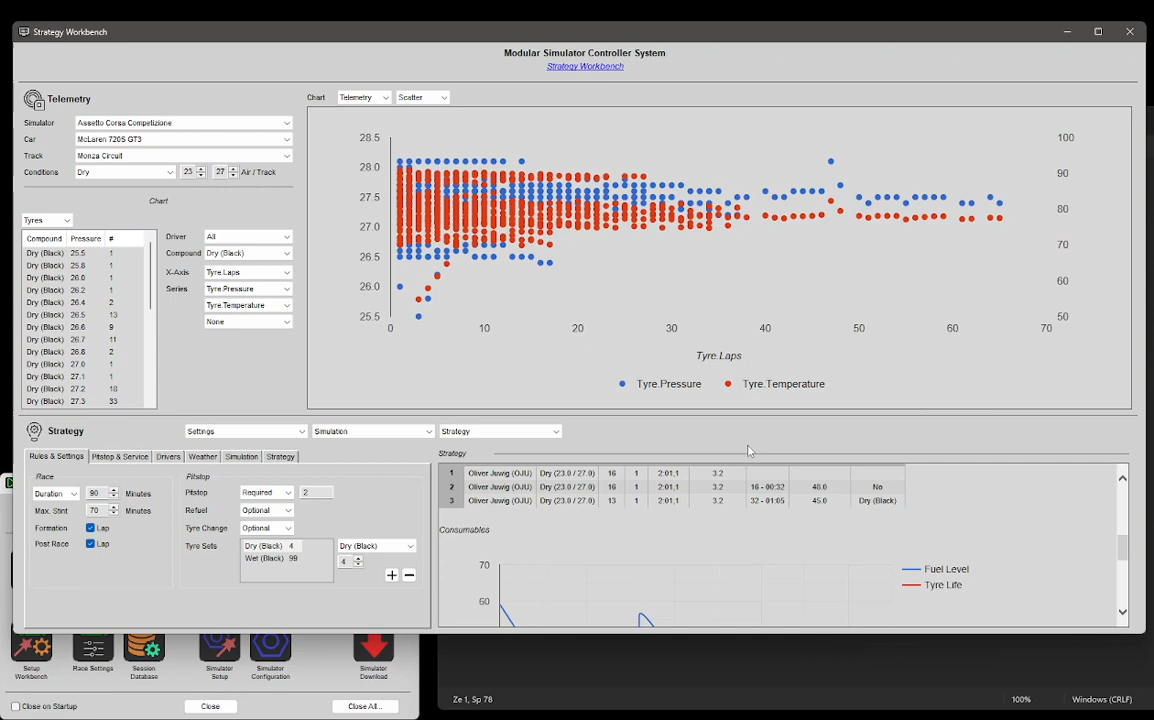 Strategy Workbench
Modular Simulator Controller System
Strategy Workbench
Telemetry
Simulator Assetto Corsa Competizione
Car McLaren 720S GT3
Track Monza Circuit
Conditions Dry 23 27 Air / Track
Chart
Tyres
Compound Pressure #
Dry (Black) 25.5 1
Dry (Black) 25.8 1
Dry (Black) 26.0 1
Dry (Black) 26.2 1
Dry (Black) 26.4 2
Dry (Black) 26.5 13
Dry (Black) 26.6 9
Dry (Black) 26.7 11
Dry (Black) 26.8 2
Dry (Black) 27.0 1
Dry (Black) 27.1 1
Dry (Black) 27.2 18
Dry (Black) 27.3 33
Driver All
Compound Dry (Black)
X-Axis Tyre.Laps
Series Tyre.Pressure
Tyre.Temperature
None
Chart Telemetry Scatter
28.5 100
28.0 90
27.5 80
27.0 70
26.5 60
26.0
25.5 50
0 10 20 30 40 50 60 70
Tyre.Laps
Tyre.Pressure Tyre.Temperature
Strategy Settings Simulation Strategy
Rules & Settings Pitstop & Service Drivers Weather Simulation Strategy
Race
Duration 90 Minutes
Max. Stint 70 Minutes
Formation Lap
Post Race Lap
Pitstop
Pitstop Required 2
Refuel Optional
Tyre Change Optional
Tyre Sets Dry (Black) 4 Dry (Black)
Wet (Black) 99 4
Strategy
1 Oliver Juwig (OJU) Dry (23.0 / 27.0) 16 1 2:01,1 3.2
2 Oliver Juwig (OJU) Dry (23.0 / 27.0) 16 1 2:01,1 3.2 16 - 00:32 48.0 No
3 Oliver Juwig (OJU) Dry (23.0 / 27.0) 13 1 2:01,1 3.2 32 - 01:05 45.0 Dry (Black)
Consumables
70
60
Fuel Level
Tyre Life
Setup Workbench
Race Settings
Session Database
Simulator Setup
Simulator Configuration
Simulator Download
Close on Startup Close Close All...
Ze 1, Sp 78 100% Windows (CRLF)